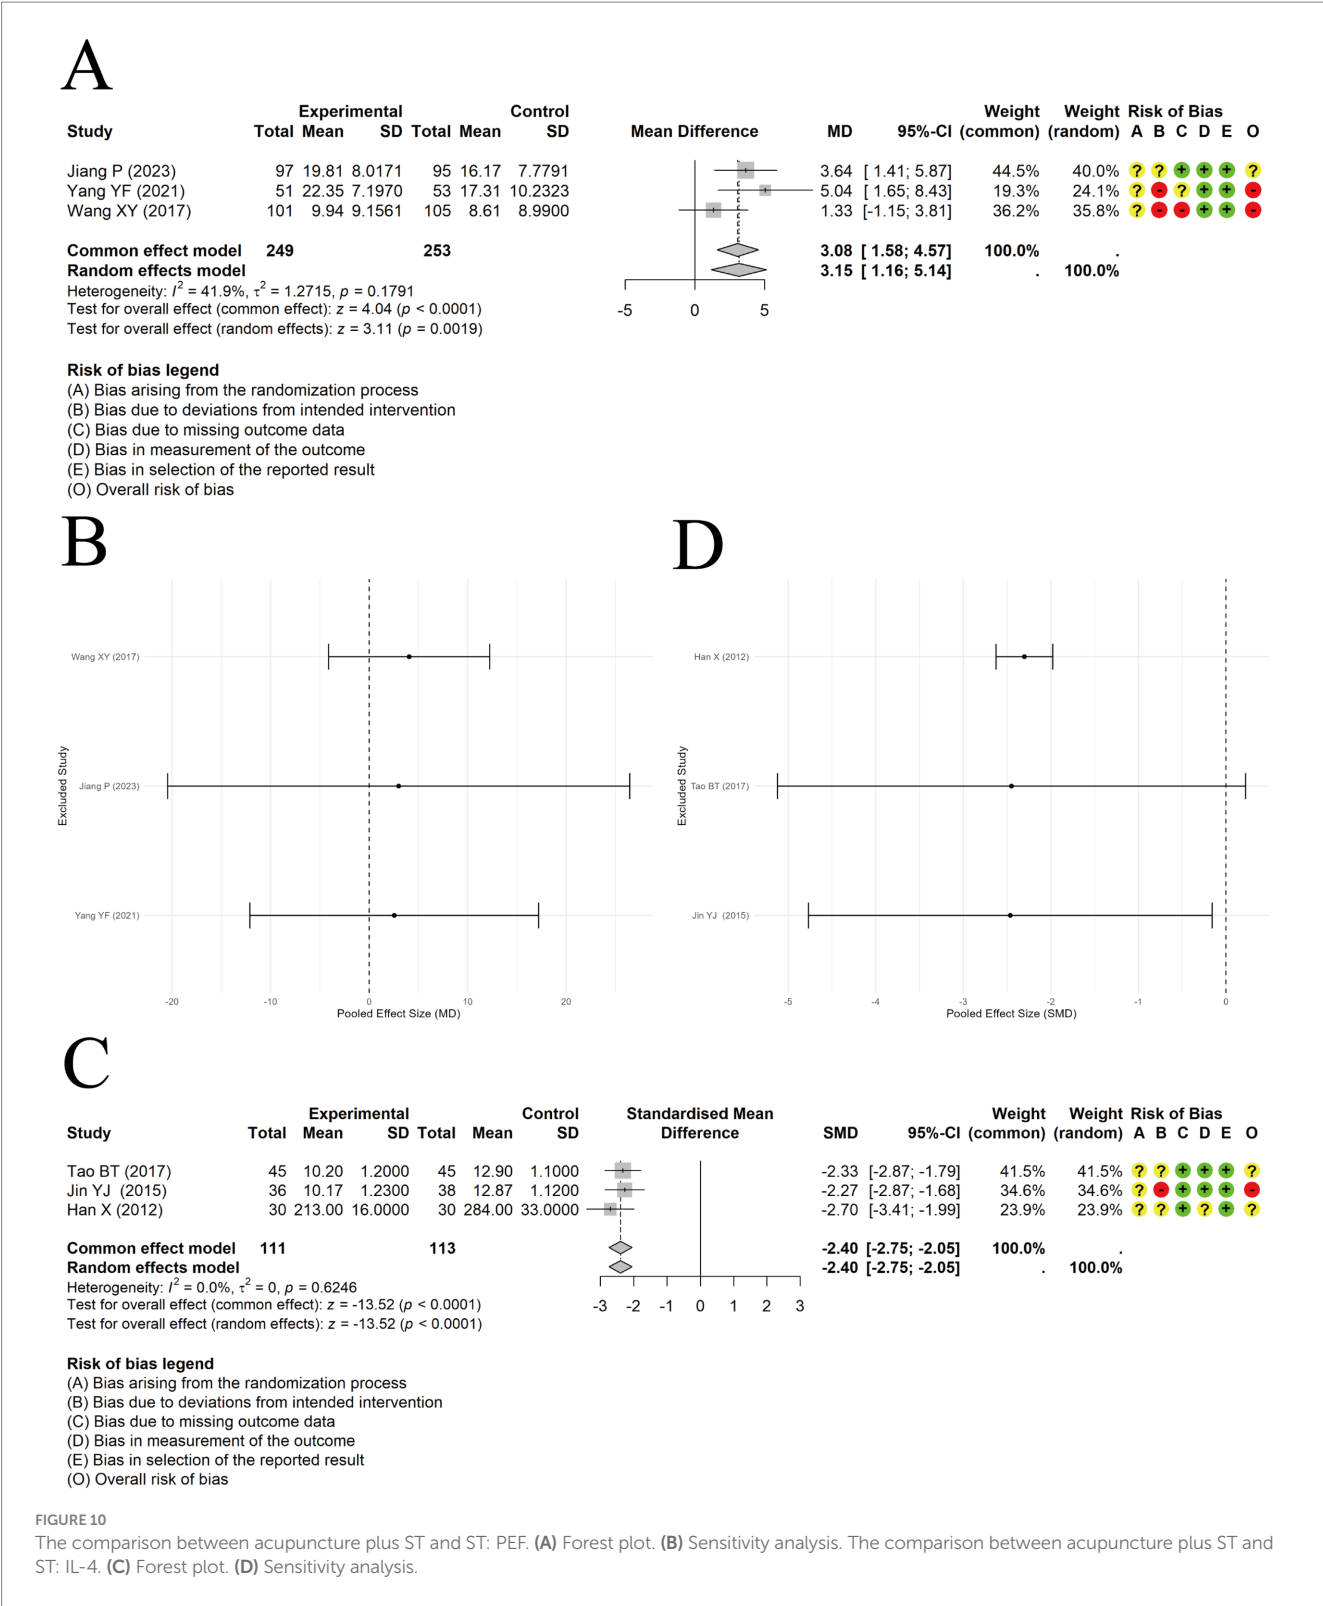 A
Experimental Control Weight Weight Risk of Bias
Study Total Mean SD Total Mean SD Mean Difference MD 95%-CI (common) (random) A B C D E O
Jiang P (2023) 97 19.81 8.0171 95 16.17 7.7791 3.64 [ 1.41; 5.87] 44.5% 40.0% ? ? + + + ?
Yang YF (2021) 51 22.35 7.1970 53 17.31 10.2323 5.04 [ 1.65; 8.43] 19.3% 24.1% ? - ? + + -
Wang XY (2017) 101 9.94 9.1561 105 8.61 8.9900 1.33 [-1.15; 3.81] 36.2% 35.8% ? - - + + -
Common effect model 249 253 3.08 [ 1.58; 4.57] 100.0% .
Random effects model 3.15 [ 1.16; 5.14] . 100.0%
Heterogeneity: I² = 41.9%, τ² = 1.2715, p = 0.1791
Test for overall effect (common effect): z = 4.04 (p < 0.0001)
-5 0 5
Test for overall effect (random effects): z = 3.11 (p = 0.0019)
Risk of bias legend
(A) Bias arising from the randomization process
(B) Bias due to deviations from intended intervention
(C) Bias due to missing outcome data
(D) Bias in measurement of the outcome
(E) Bias in selection of the reported result
(O) Overall risk of bias
B
Excluded Study
Wang XY (2017)
Jiang P (2023)
Yang YF (2021)
-20 -10 0 10 20
Pooled Effect Size (MD)
D
Excluded Study
Han X (2012)
Tao BT (2017)
Jin YJ (2015)
-5 -4 -3 -2 -1 0
Pooled Effect Size (SMD)
C
Experimental Control Standardised Mean Weight Weight Risk of Bias
Study Total Mean SD Total Mean SD Difference SMD 95%-CI (common) (random) A B C D E O
Tao BT (2017) 45 10.20 1.2000 45 12.90 1.1000 -2.33 [-2.87; -1.79] 41.5% 41.5% ? ? + + + ?
Jin YJ (2015) 36 10.17 1.2300 38 12.87 1.1200 -2.27 [-2.87; -1.68] 34.6% 34.6% ? - + + + -
Han X (2012) 30 213.00 16.0000 30 284.00 33.0000 -2.70 [-3.41; -1.99] 23.9% 23.9% ? ? + ? + ?
Common effect model 111 113 -2.40 [-2.75; -2.05] 100.0% .
Random effects model -2.40 [-2.75; -2.05] . 100.0%
Heterogeneity: I² = 0.0%, τ² = 0, p = 0.6246
Test for overall effect (common effect): z = -13.52 (p < 0.0001)
-3 -2 -1 0 1 2 3
Test for overall effect (random effects): z = -13.52 (p < 0.0001)
Risk of bias legend
(A) Bias arising from the randomization process
(B) Bias due to deviations from intended intervention
(C) Bias due to missing outcome data
(D) Bias in measurement of the outcome
(E) Bias in selection of the reported result
(O) Overall risk of bias
FIGURE 10
The comparison between acupuncture plus ST and ST: PEF. (A) Forest plot. (B) Sensitivity analysis. The comparison between acupuncture plus ST and
ST: IL-4. (C) Forest plot. (D) Sensitivity analysis.